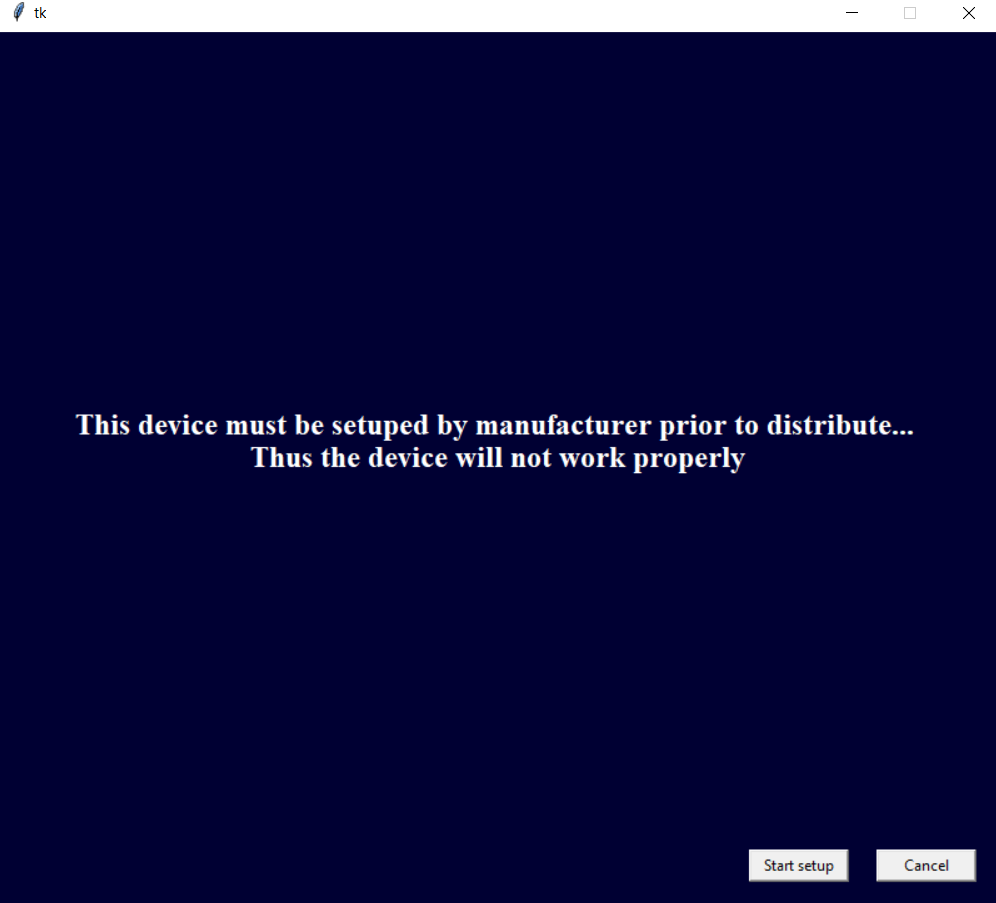 tk
This device must be setuped by manufacturer prior to distribute...
Thus the device will not work properly
Start setup
Cancel